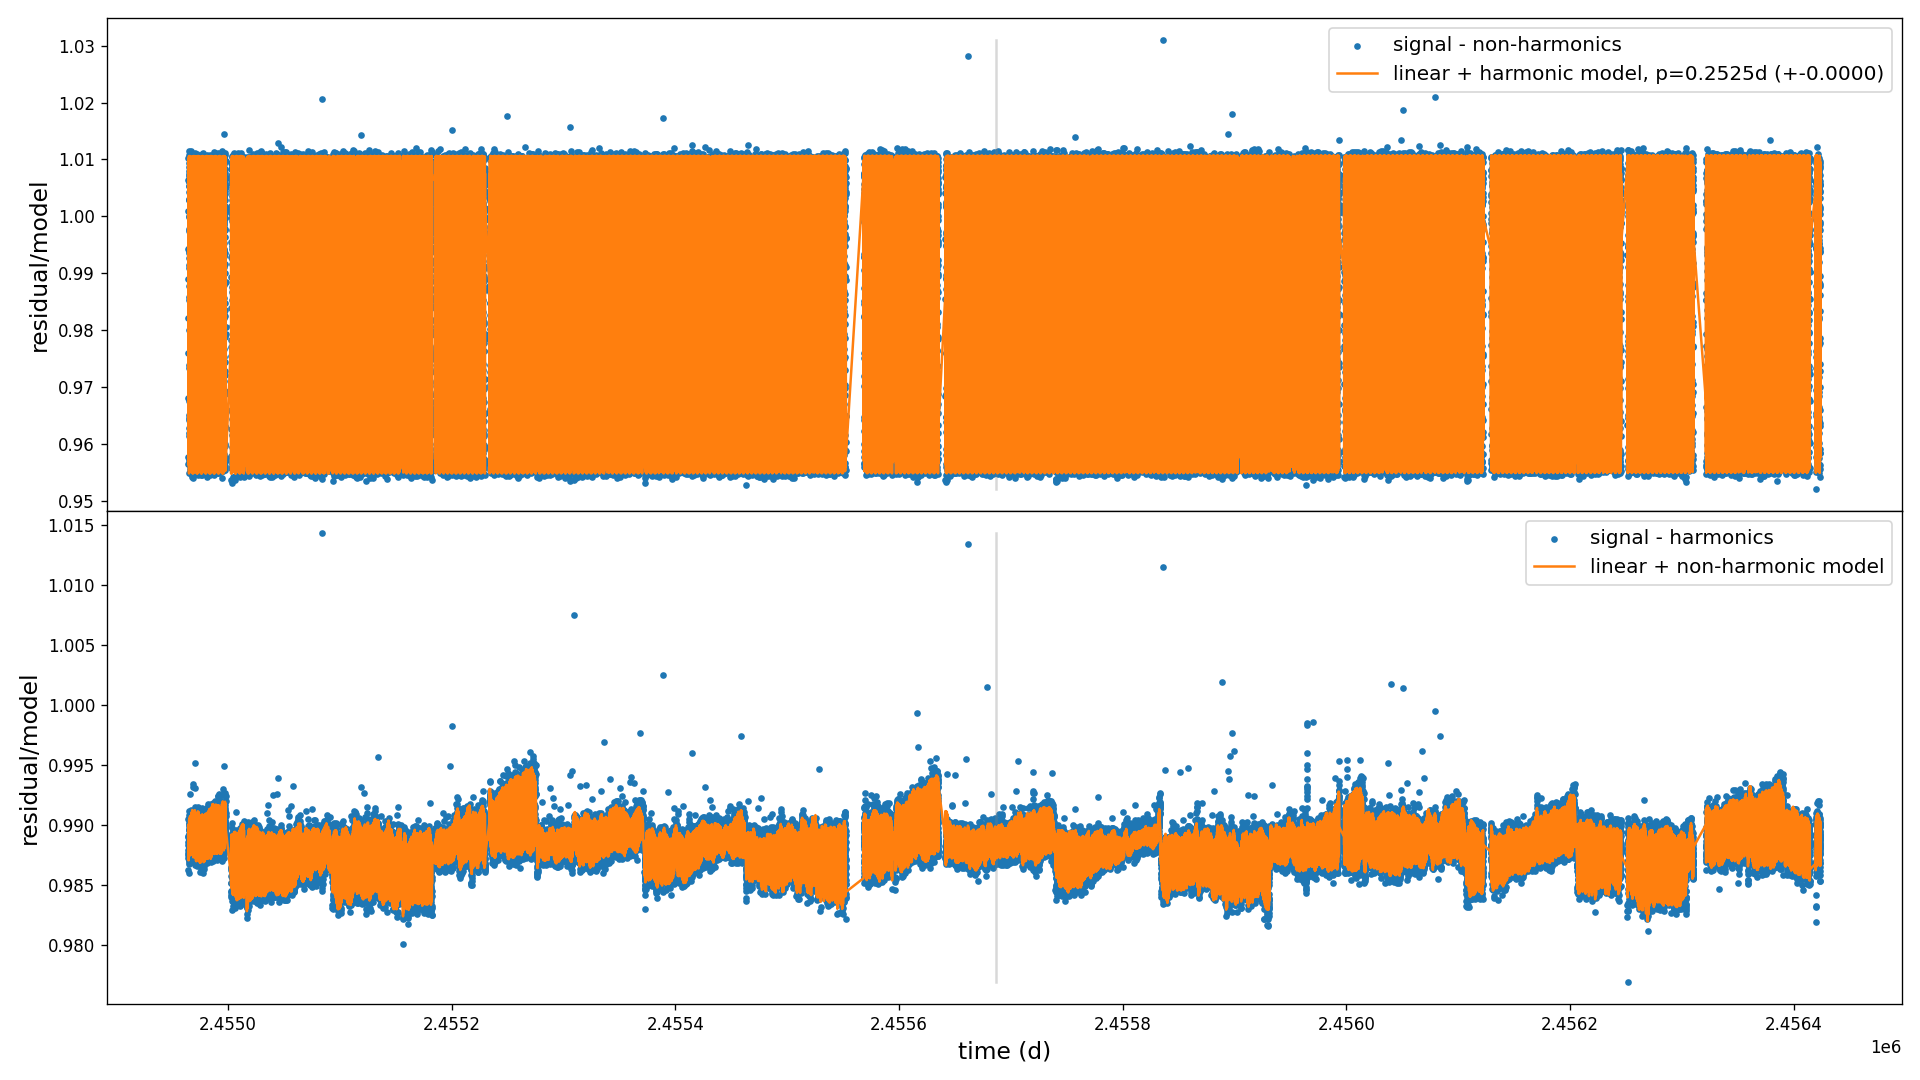 1.03
1.02
1.01
1.00
0.99
0.98
0.97
0.96
0.95
residual/model
signal - non-harmonics
linear + harmonic model, p=0.2525d (+-0.0000)
1.015
1.010
1.005
1.000
0.995
0.990
0.985
0.980
residual/model
signal - harmonics
linear + non-harmonic model
2.4550 2.4552 2.4554 2.4556 2.4558 2.4560 2.4562 2.4564
time (d)
1e6